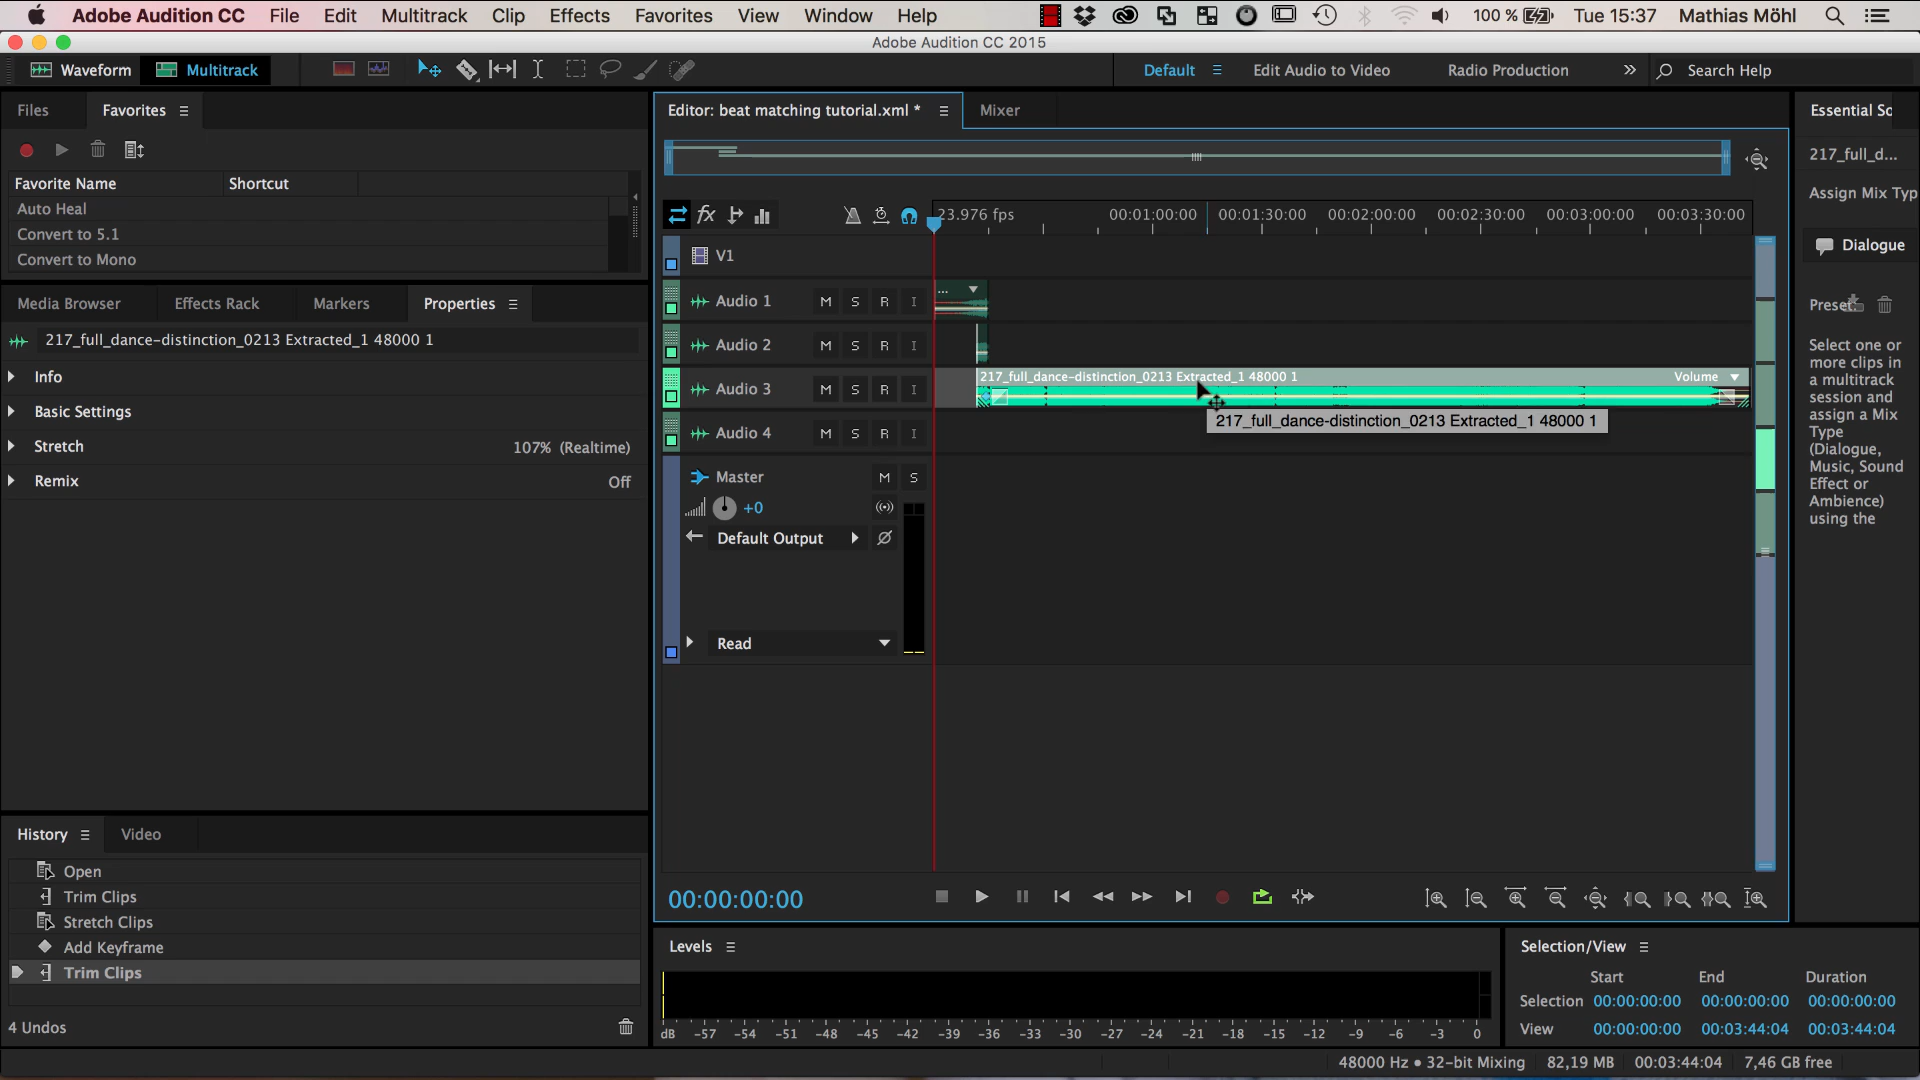 Adobe Audition CC File Edit Multitrack Clip Effects Favorites View Window Help 100 % Tue 15:37 Mathias Möhl
Adobe Audition CC 2015
Waveform Multitrack Default Edit Audio to Video Radio Production Search Help
Files Favorites
Favorite Name Shortcut
Auto Heal
Convert to 5.1
Convert to Mono
Media Browser Effects Rack Markers Properties
217_full_dance-distinction_0213 Extracted_1 48000 1
Info
Basic Settings
Stretch 107% (Realtime)
Remix Off
History Video
Open
Trim Clips
Stretch Clips
Add Keyframe
Trim Clips
4 Undos
Editor: beat matching tutorial.xml * Mixer
fx 23.976 fps 00:01:00:00 00:01:30:00 00:02:00:00 00:02:30:00 00:03:00:00 00:03:30:00
V1
Audio 1 M S R I ...
Audio 2 M S R I
217_full_dance-distinction_0213 Extracted_1 48000 1 Volume
Audio 3 M S R I
217_full_dance-distinction_0213 Extracted_1 48000 1
Audio 4 M S R I
Master M S
+0
Default Output
Read
00:00:00:00
Levels
dB -57 -54 -51 -48 -45 -42 -39 -36 -33 -30 -27 -24 -21 -18 -15 -12 -9 -6 -3 0
Essential So
217_full_d...
Assign Mix Typ
Dialogue
Preset
Select one or
more clips in
a multitrack
session and
assign a Mix
Type
(Dialogue,
Music, Sound
Effect or
Ambience)
using the
Selection/View
Start End Duration
Selection 00:00:00:00 00:00:00:00 00:00:00:00
View 00:00:00:00 00:03:44:04 00:03:44:04
48000 Hz • 32-bit Mixing 82,19 MB 00:03:44:04 7,46 GB free